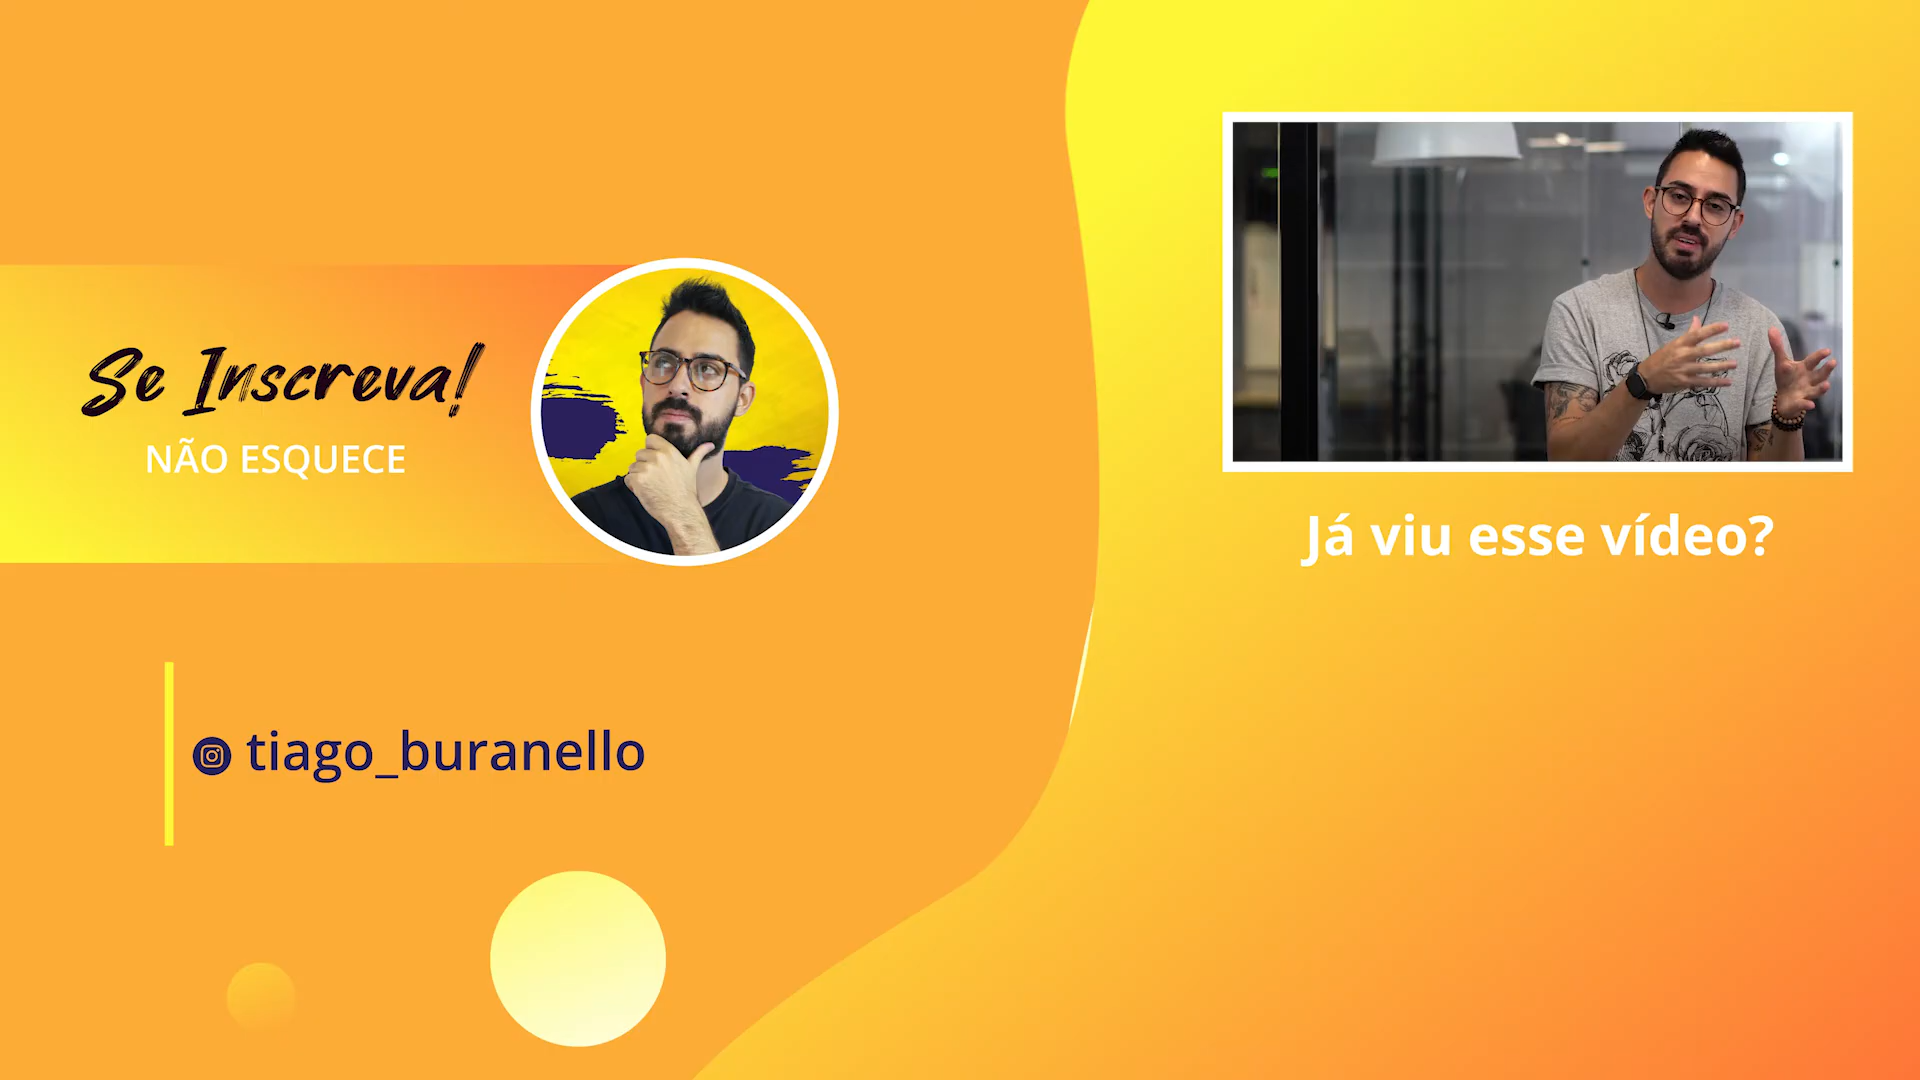 Se Inscreva!
NÃO ESQUECE
tiago_buranello
Já viu esse vídeo?